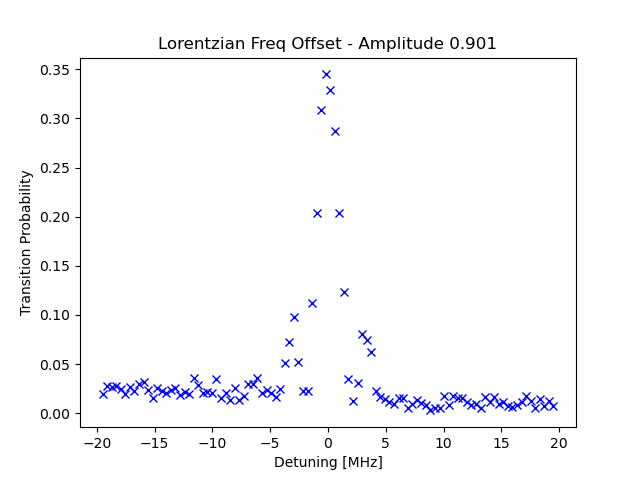 Lorentzian Freq Offset - Amplitude 0.901
Transition Probability
0.35
0.30
0.25
0.20
0.15
0.10
0.05
0.00
−20 −15 −10 −5 0 5 10 15 20
Detuning [MHz]